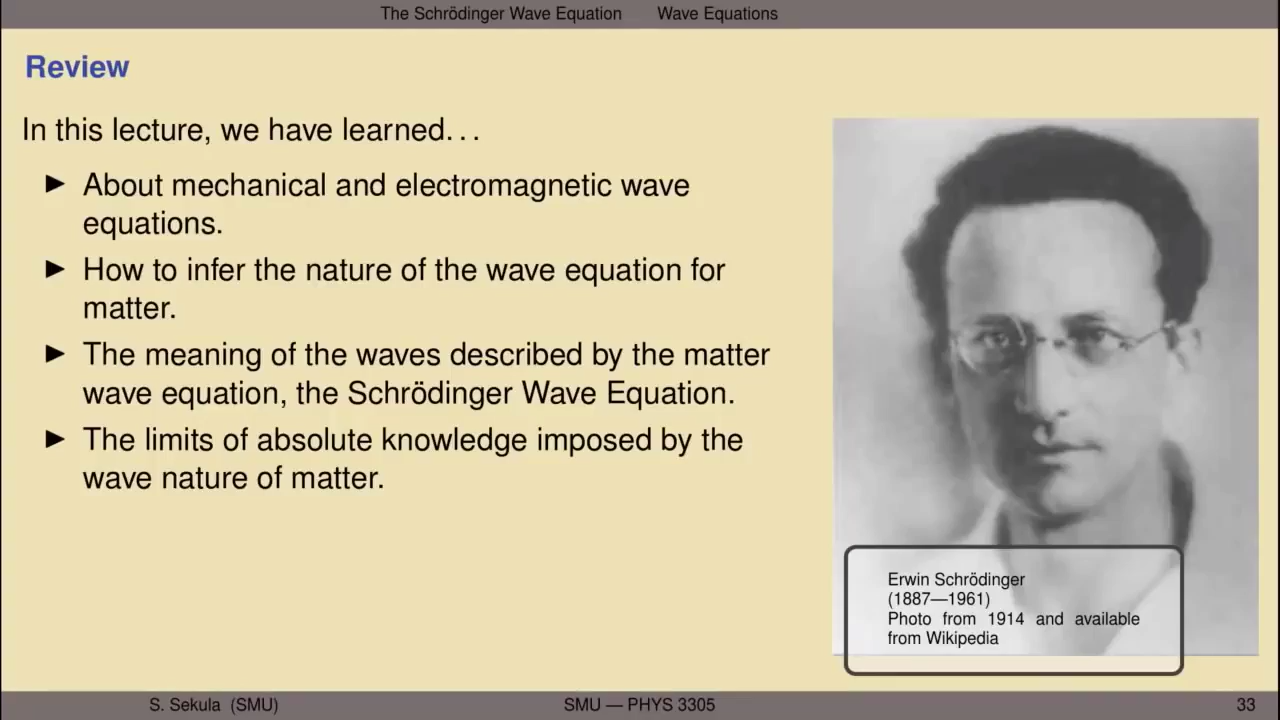 The Schrödinger Wave Equation Wave Equations
Review
In this lecture, we have learned. . .
► About mechanical and electromagnetic wave
equations.
► How to infer the nature of the wave equation for
matter.
► The meaning of the waves described by the matter
wave equation, the Schrödinger Wave Equation.
► The limits of absolute knowledge imposed by the
wave nature of matter.
Erwin Schrödinger
(1887—1961)
Photo from 1914 and available
from Wikipedia
S. Sekula (SMU) SMU — PHYS 3305 33